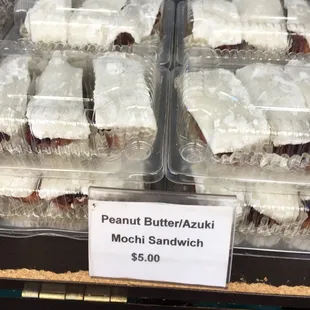 Peanut Butter/Azuki
Mochi Sandwich
$5.00